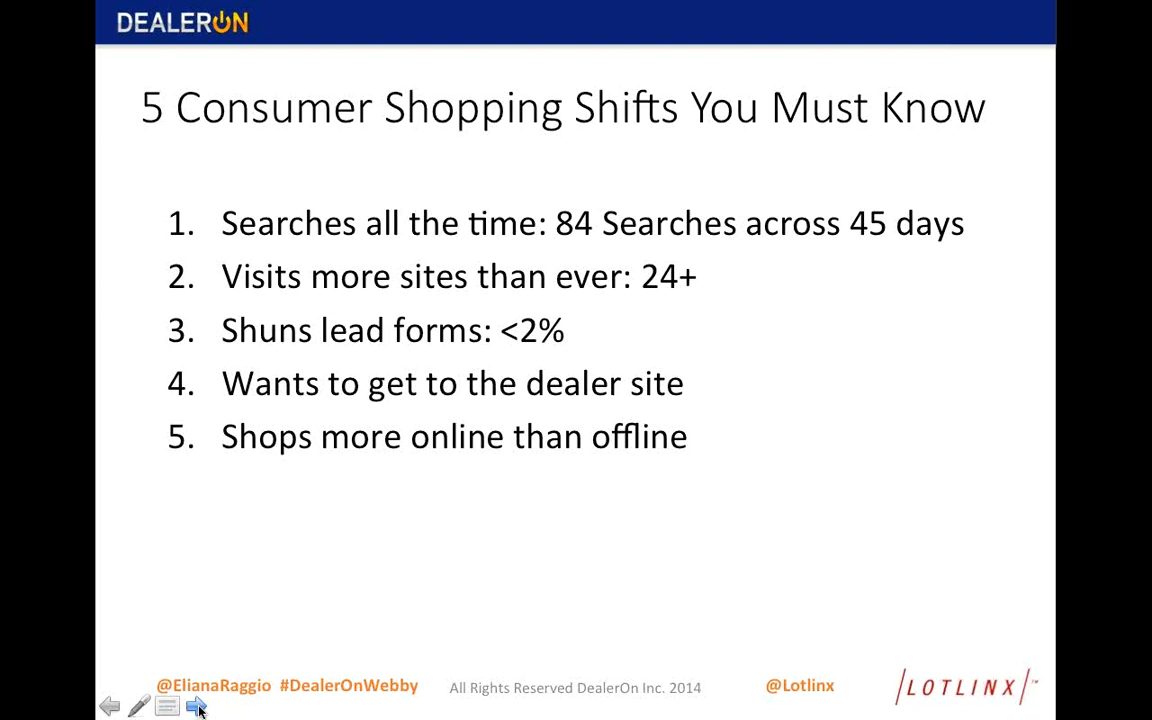 DEALERON
5 Consumer Shopping Shifts You Must Know
1. Searches all the time: 84 Searches across 45 days
2. Visits more sites than ever: 24+
3. Shuns lead forms: <2%
4. Wants to get to the dealer site
5. Shops more online than offline
@ElianaRaggio #DealerOnWebby All Rights Reserved DealerOn Inc. 2014 @Lotlinx LOTLINX™